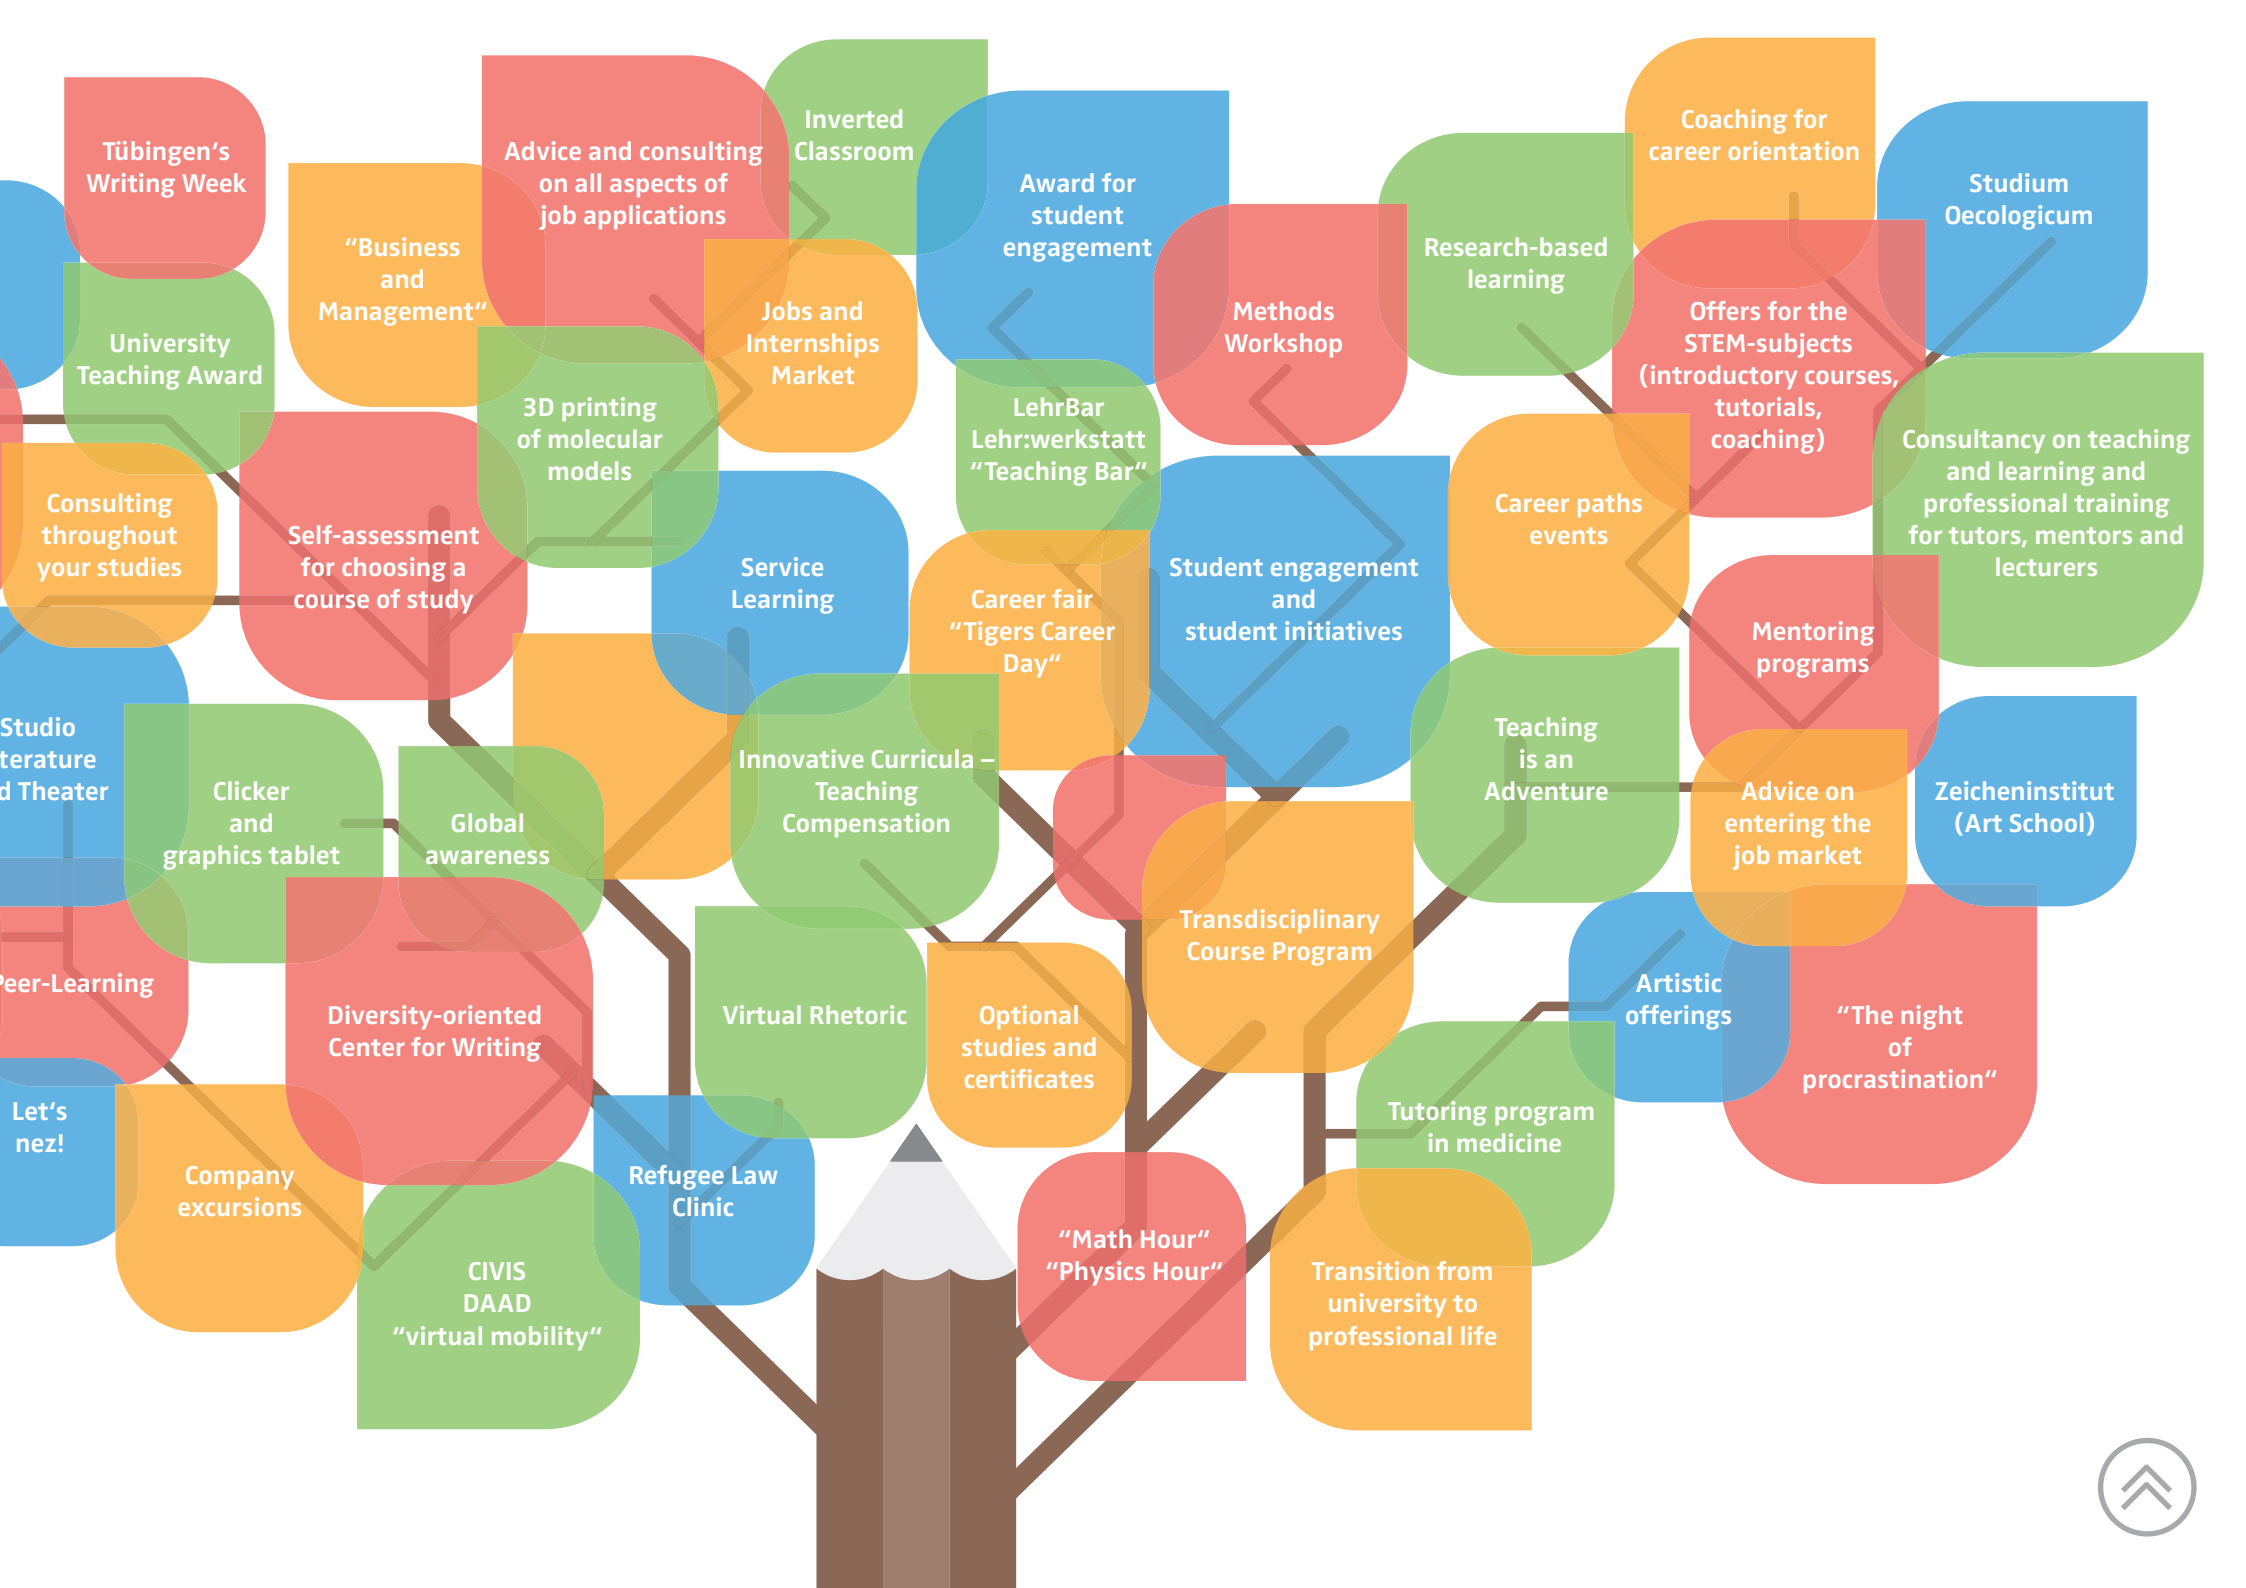 Tübingen‘s
Writing Week
“Business
and
Management“
Advice and consulting
on all aspects of
job applications
Inverted
Classroom
Award for
student
engagement
Coaching for
career orientation
Studium
Oecologicum
Research-based
learning
University
Teaching Award
Jobs and
Internships
Market
Methods
Workshop
Offers for the
STEM-subjects
(introductory courses,
tutorials,
coaching)
3D printing
of molecular
models
LehrBar
Lehr:werkstatt
“Teaching Bar“
Consultancy on teaching
and learning and
professional training
for tutors, mentors and
lecturers
Consulting
throughout
your studies
Self-assessment
for choosing a
course of study
Service
Learning
Career fair
“Tigers Career
Day“
Student engagement
and
student initiatives
Career paths
events
Mentoring
programs
Studio
terature
d Theater
Clicker
and
graphics tablet
Global
awareness
Innovative Curricula –
Teaching
Compensation
Teaching
is an
Adventure
Advice on
entering the
job market
Zeicheninstitut
(Art School)
Peer-Learning
Diversity-oriented
Center for Writing
Virtual Rhetoric
Optional
studies and
certificates
Transdisciplinary
Course Program
Artistic
offerings
“The night
of
procrastination“
Let‘s
nez!
Company
excursions
CIVIS
DAAD
“virtual mobility”
Refugee Law
Clinic
“Math Hour“
“Physics Hour“
Tutoring program
in medicine
Transition from
university to
professional life